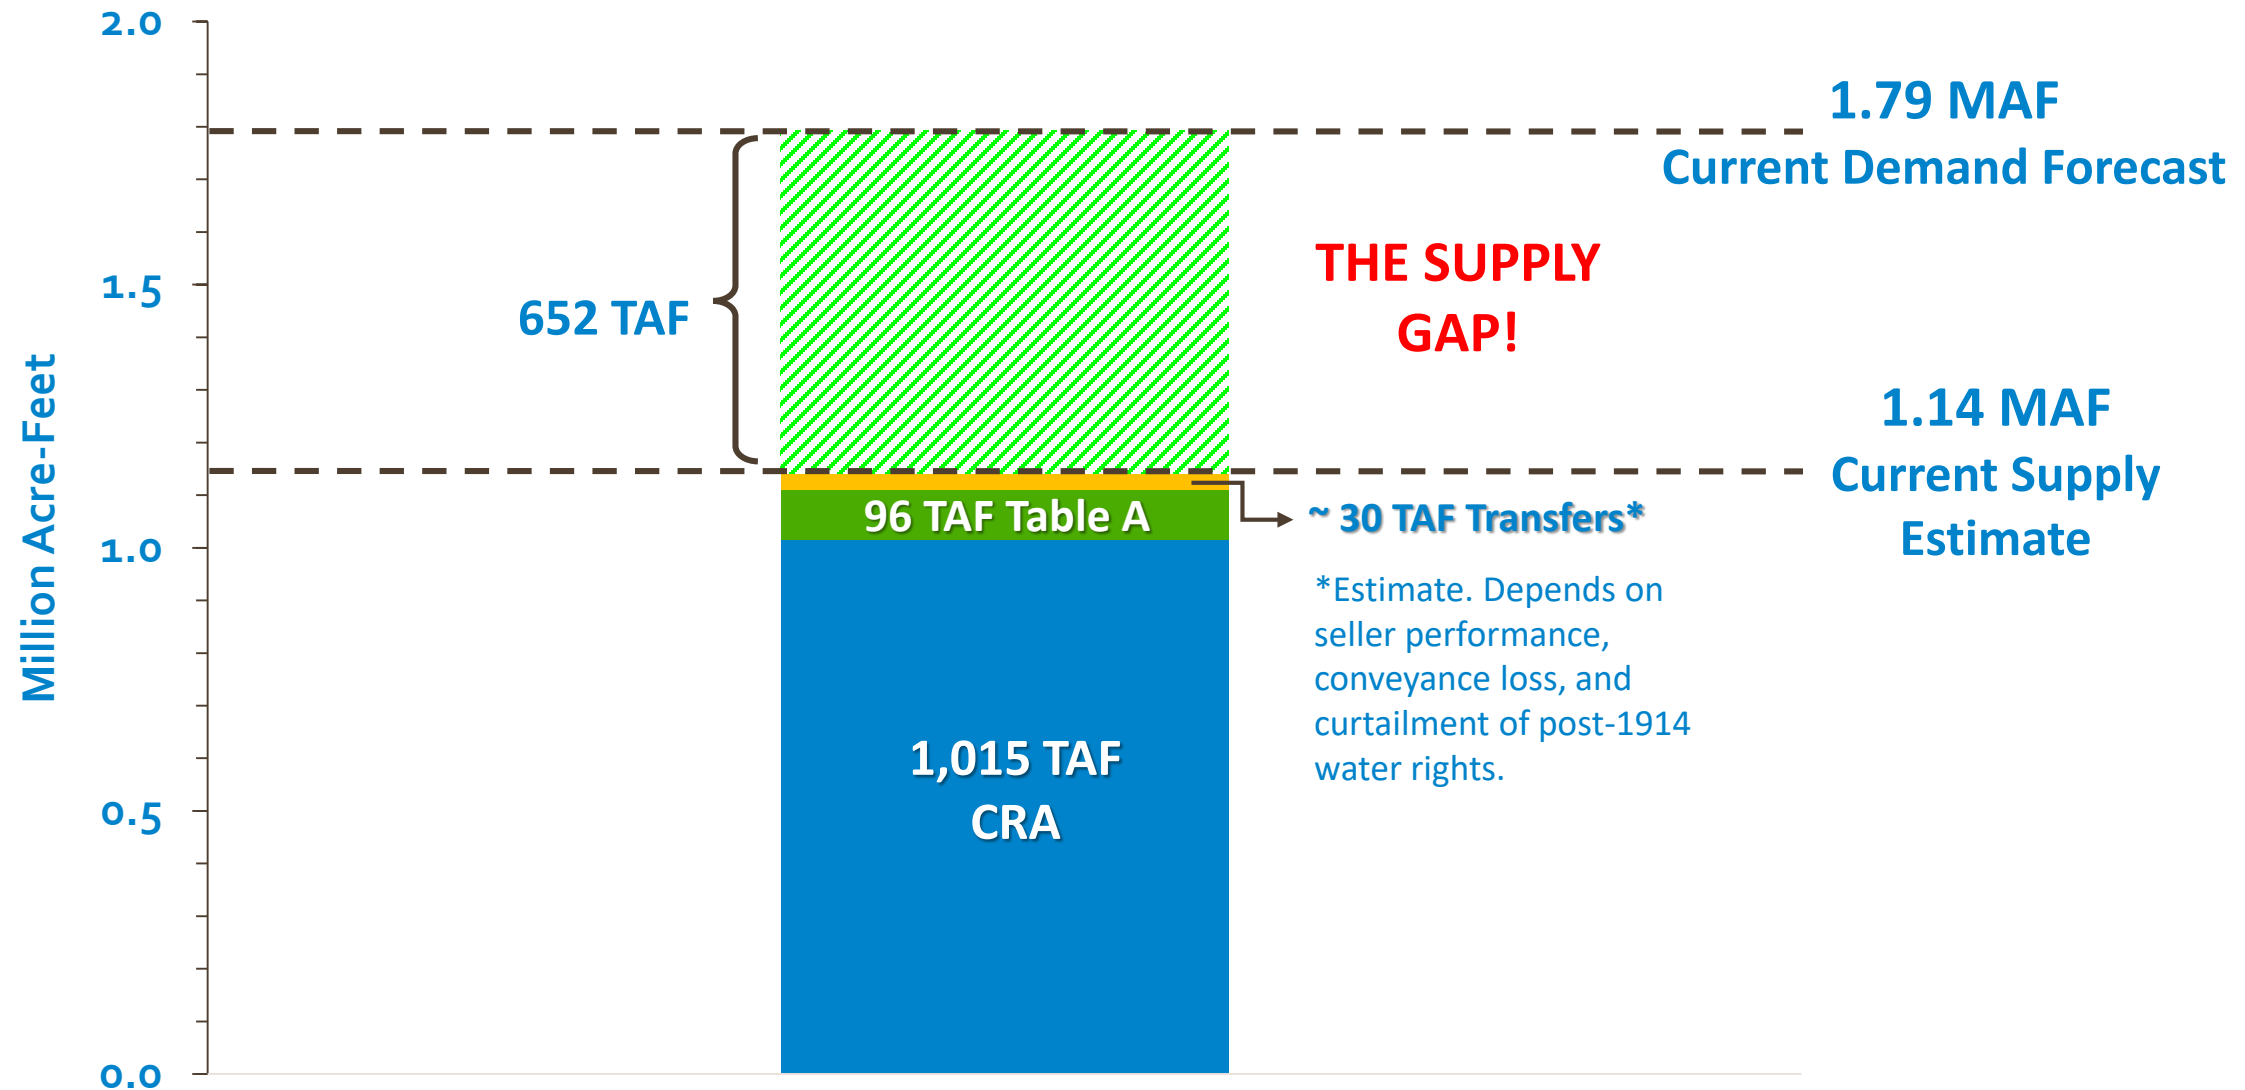 2.0
1.5
1.0
0.5
0.0
Million Acre-Feet
652 TAF
96 TAF Table A
1,015 TAF
CRA
THE SUPPLY
GAP!
~ 30 TAF Transfers*
*Estimate. Depends on
seller performance,
conveyance loss, and
curtailment of post-1914
water rights.
1.79 MAF
Current Demand Forecast
1.14 MAF
Current Supply
Estimate